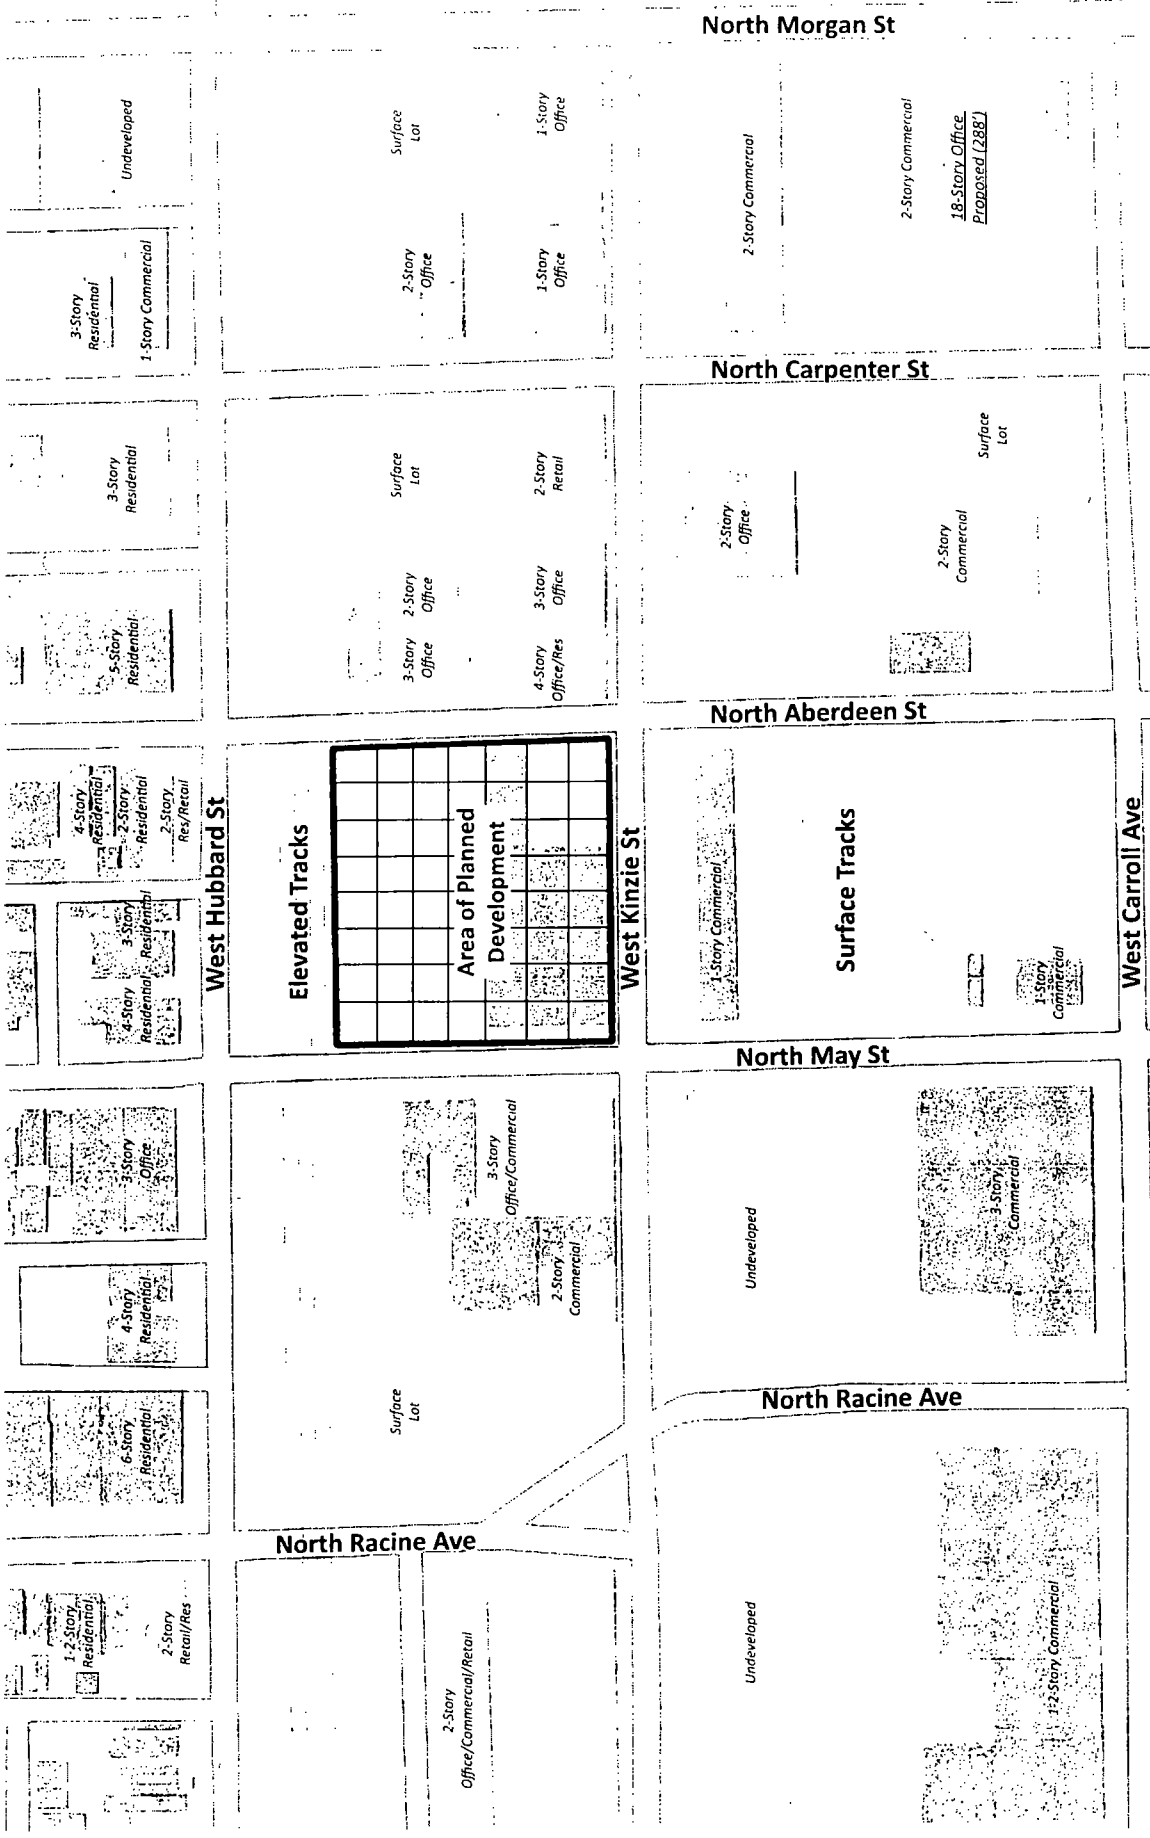 North Morgan St
Undeveloped
Surface
Lot
1-Story
Office
2-Story Commercial
2-Story Commercial
18-Story Office
Proposed (288')
3-Story
Residential
1-Story Commercial
2-Story
Office
1-Story
Office
North Carpenter St
3-Story
Residential
Surface
Lot
2-Story
Retail
2-Story
Office
2-Story
Commercial
Surface
Lot
5-Story
Residential
3-Story
Office
2-Story
Office
4-Story
Office/Res
3-Story
Office
North Aberdeen St
4-Story
Residential
2-Story
Residential
2-Story
Res/Retail
4-Story
Residential
3-Story
Residential
West Hubbard St
Elevated Tracks
Area of Planned
Development
West Kinzie St
1-Story Commercial
Surface Tracks
1-Story
Commercial
West Carroll Ave
North May St
3-Story
Office
3-Story
Office/Commercial
2-Story
Commercial
Undeveloped
3-Story
Commercial
4-Story
Residential
6-Story
Residential
Surface
Lot
North Racine Ave
North Racine Ave
1-2-Story
Residential
2-Story
Retail/Res
2-Story
Office/Commercial/Retail
Undeveloped
1-2-Story Commercial